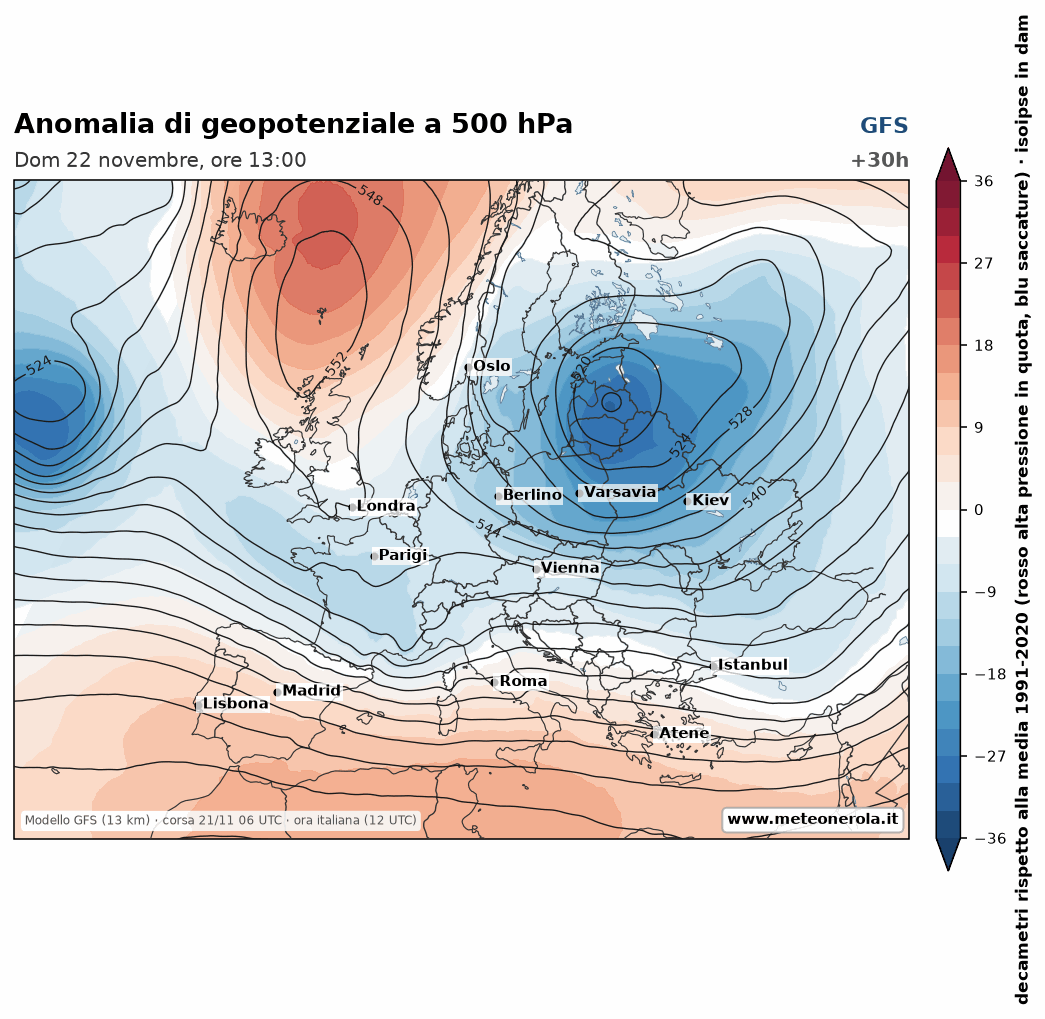 Anomalia di geopotenziale a 500 hPa
GFS
Dom 22 novembre, ore 13:00
+30h
548
524
552
Oslo
520
528
524
Londra
Berlino
Varsavia
Kiev
540
544
Parigi
Vienna
Istanbul
Roma
Madrid
Lisbona
Atene
Modello GFS (13 km) · corsa 21/11 06 UTC · ora italiana (12 UTC)
www.meteonerola.it
36
27
18
9
0
−9
−18
−27
−36
decametri rispetto alla media 1991-2020 (rosso alta pressione in quota, blu saccature) · isoipse in dam